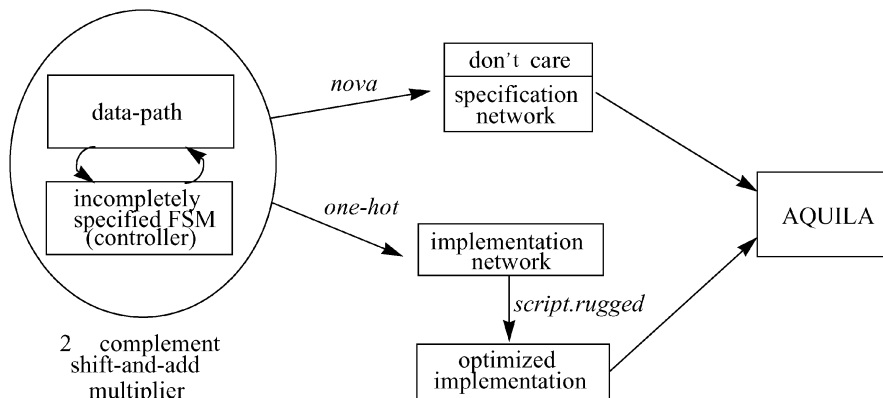 data-path
incompletely
specified FSM
(controller)
2 complement
shift-and-add
multiplier
nova
one-hot
don't care
specification
network
implementation
network
script.rugged
optimized
implementation
AQUILA